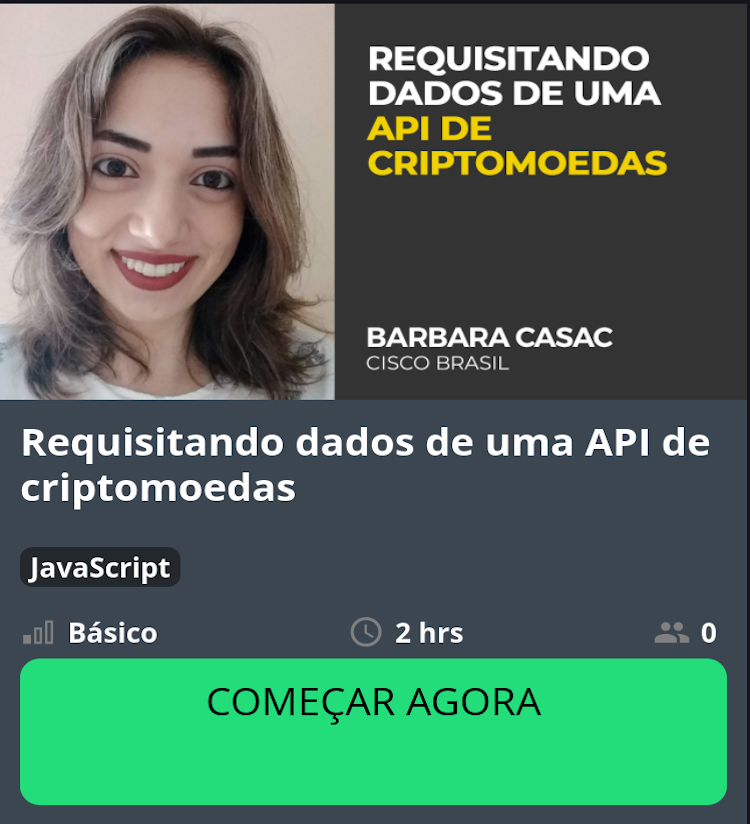 REQUISITANDO
DADOS DE UMA
API DE
CRIPTOMOEDAS
BARBARA CASAC
CISCO BRASIL
Requisitando dados de uma API de
criptomoedas
JavaScript
Básico
2 hrs
0
COMEÇAR AGORA